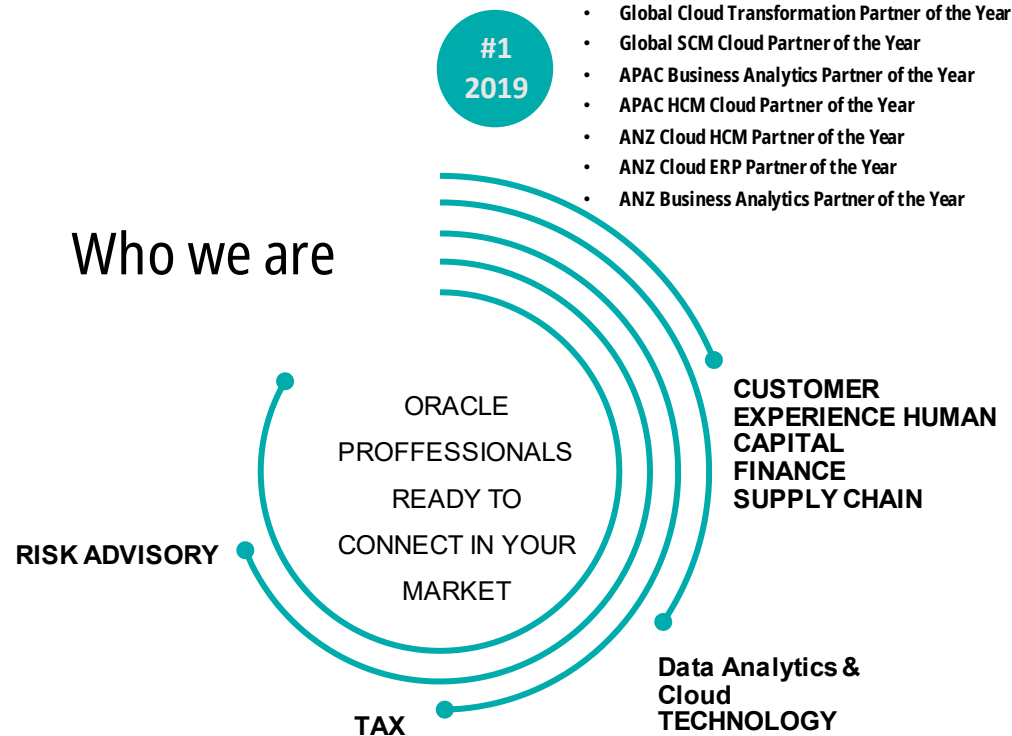 #1
2019
• Global Cloud Transformation Partner of the Year
• Global SCM Cloud Partner of the Year
• APAC Business Analytics Partner of the Year
• APAC HCM Cloud Partner of the Year
• ANZ Cloud HCM Partner of the Year
• ANZ Cloud ERP Partner of the Year
• ANZ Business Analytics Partner of the Year
Who we are
ORACLE
PROFFESSIONALS
READY TO
CONNECT IN YOUR
MARKET
CUSTOMER
EXPERIENCE HUMAN
CAPITAL
FINANCE
SUPPLY CHAIN
RISK ADVISORY
Data Analytics &
Cloud
TECHNOLOGY
TAX